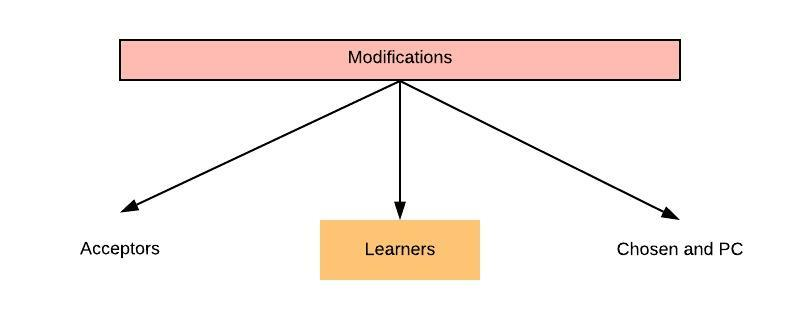 Modifications
Acceptors
Learners
Chosen and PC